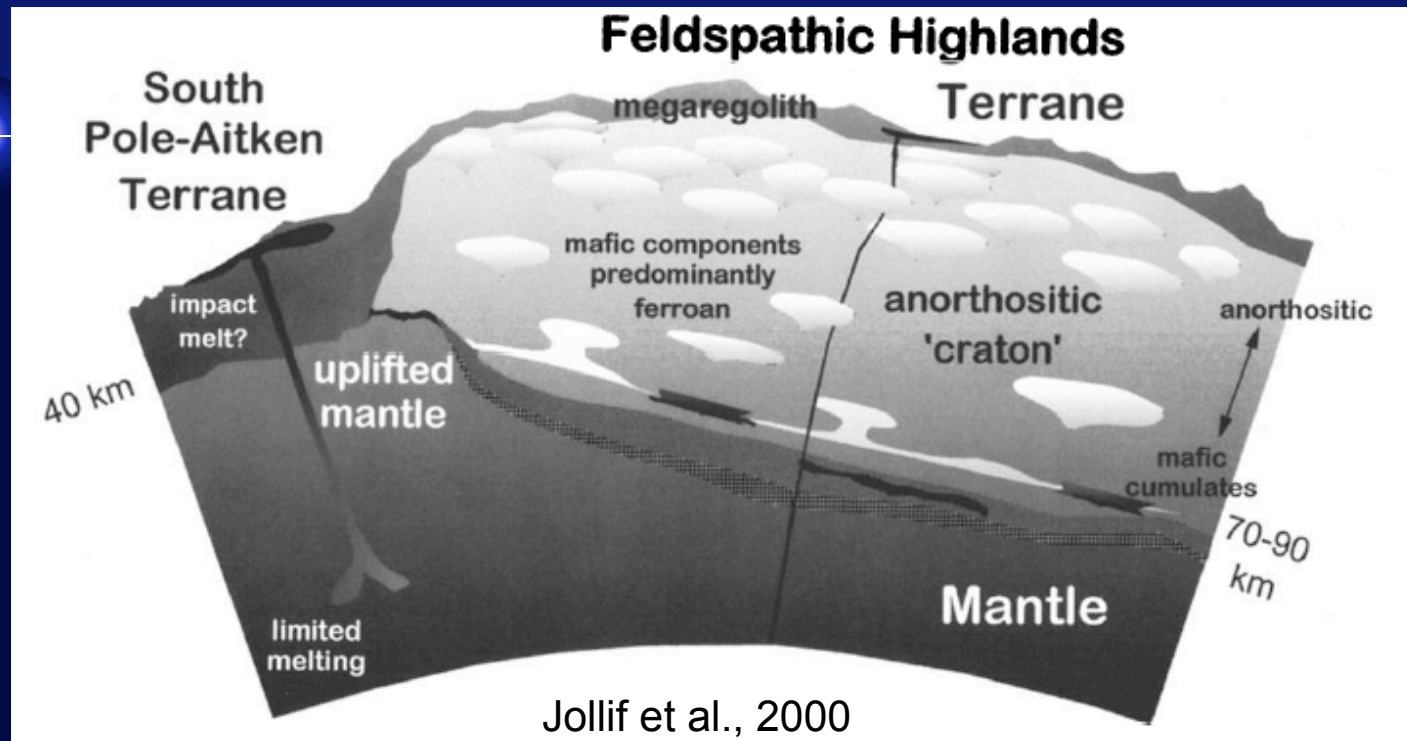 Feldspathic Highlands
Terrane
South
Pole-Aitken
Terrane
megaregolith
impact
melt?
40 km
uplifted
mantle
limited
melting
mafic components
predominantly
ferroan
anorthositic
'craton'
anorthositic
mafic
cumulates
70-90
km
Mantle
Jollif et al., 2000